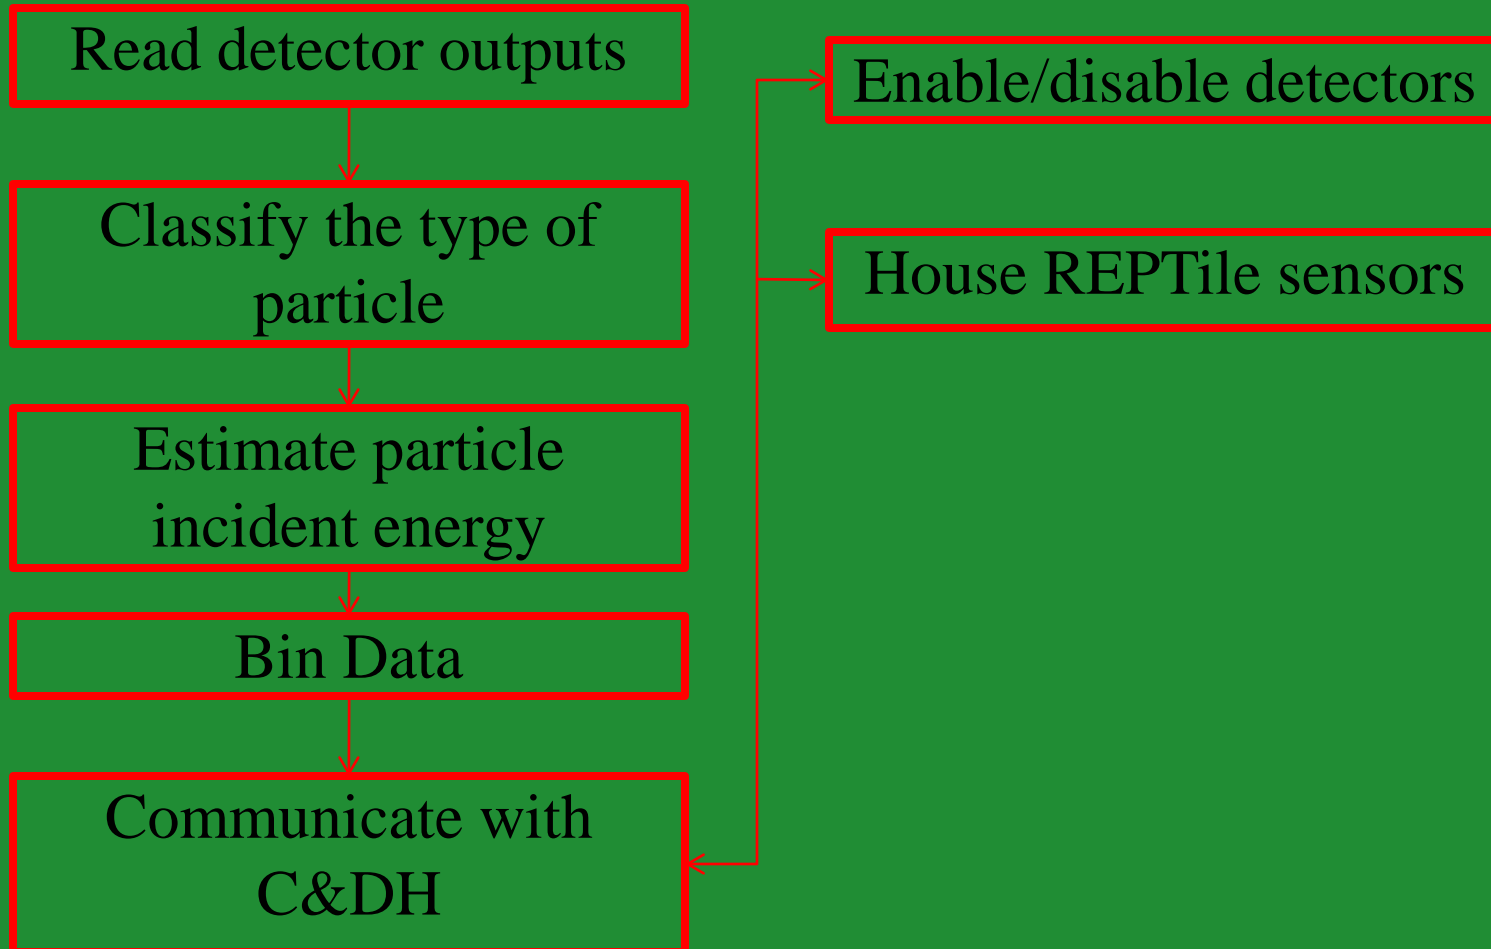 Read detector outputs
Classify the type of
particle
Estimate particle
incident energy
Bin Data
Communicate with
C&DH
Enable/disable detectors
House REPTile sensors